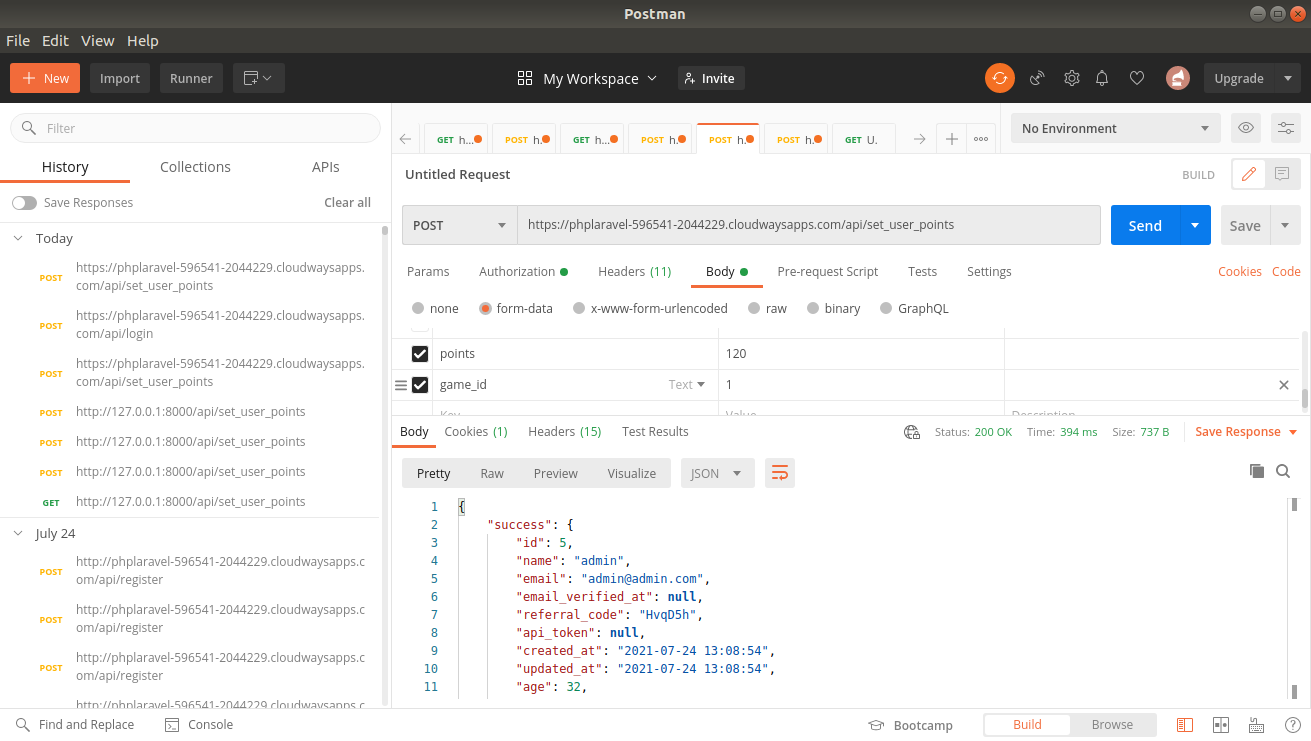 Postman
File Edit View Help
New Import Runner My Workspace Invite Upgrade
Filter
GET h... POST h. GET h... POST h. POST h. POST h. GET U.
No Environment
History Collections APIs
Save Responses Clear all
Today
POST https://phplaravel-596541-2044229.cloudwaysapps.
com/api/set_user_points
POST https://phplaravel-596541-2044229.cloudwaysapps.
com/api/login
POST https://phplaravel-596541-2044229.cloudwaysapps.
com/api/set_user_points
POST http://127.0.0.1:8000/api/set_user_points
POST http://127.0.0.1:8000/api/set_user_points
POST http://127.0.0.1:8000/api/set_user_points
GET http://127.0.0.1:8000/api/set_user_points
July 24
POST http://phplaravel-596541-2044229.cloudwaysapps.c
om/api/register
POST http://phplaravel-596541-2044229.cloudwaysapps.c
om/api/register
POST http://phplaravel-596541-2044229.cloudwaysapps.c
om/api/register
http://phplaravel-596541-2044229.cloudwaysapps.c
Untitled Request BUILD
POST https://phplaravel-596541-2044229.cloudwaysapps.com/api/set_user_points Send Save
Params Authorization Headers (11) Body Pre-request Script Tests Settings Cookies Code
none form-data x-www-form-urlencoded raw binary GraphQL
points 120
game_id Text 1
Key Value Description
Body Cookies (1) Headers (15) Test Results Status: 200 OK Time: 394 ms Size: 737 B Save Response
Pretty Raw Preview Visualize JSON
1 {
2 "success": {
3 "id": 5,
4 "name": "admin",
5 "email": "admin@admin.com",
6 "email_verified_at": null,
7 "referral_code": "HvqD5h",
8 "api_token": null,
9 "created_at": "2021-07-24 13:08:54",
10 "updated_at": "2021-07-24 13:08:54",
11 "age": 32,
Find and Replace Console Bootcamp Build Browse